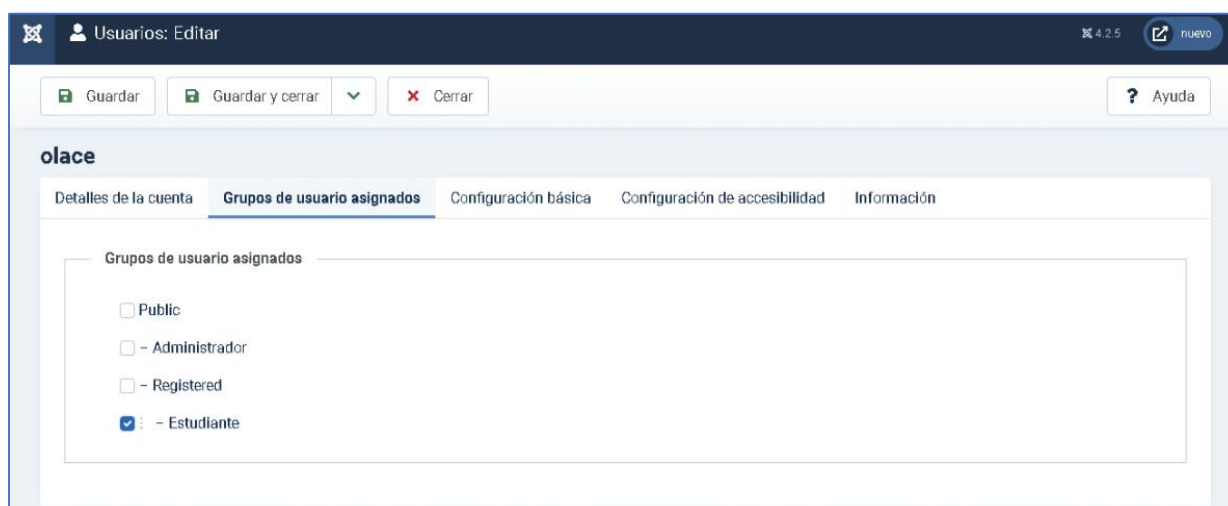 Usuarios: Editar 4.2.5 nuevo
Guardar Guardar y cerrar Cerrar ? Ayuda
olace
Detalles de la cuenta Grupos de usuario asignados Configuración básica Configuración de accesibilidad Información
Grupos de usuario asignados
Public
– Administrador
– Registered
– Estudiante